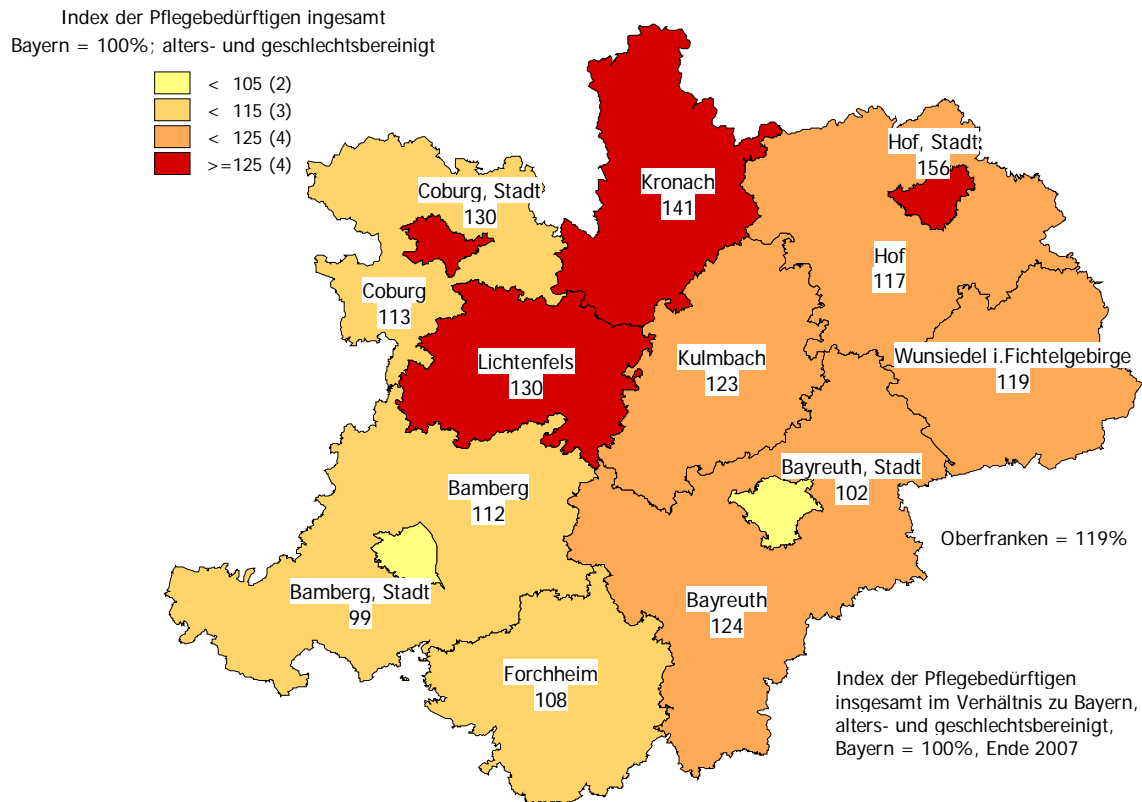 Index der Pflegebedürftigen ingesamt
Bayern = 100%; alters- und geschlechtsbereinigt
< 105 (2)
< 115 (3)
< 125 (4)
>=125 (4)
Hof, Stadt
156
Coburg, Stadt
130
Kronach
141
Hof
117
Coburg
113
Lichtenfels
130
Kulmbach
123
Wunsiedel i.Fichtelgebirge
119
Bayreuth, Stadt
102
Bamberg
112
Oberfranken = 119%
Bamberg, Stadt
99
Bayreuth
124
Forchheim
108
Index der Pflegebedürftigen
insgesamt im Verhältnis zu Bayern,
alters- und geschlechtsbereinigt,
Bayern = 100%, Ende 2007